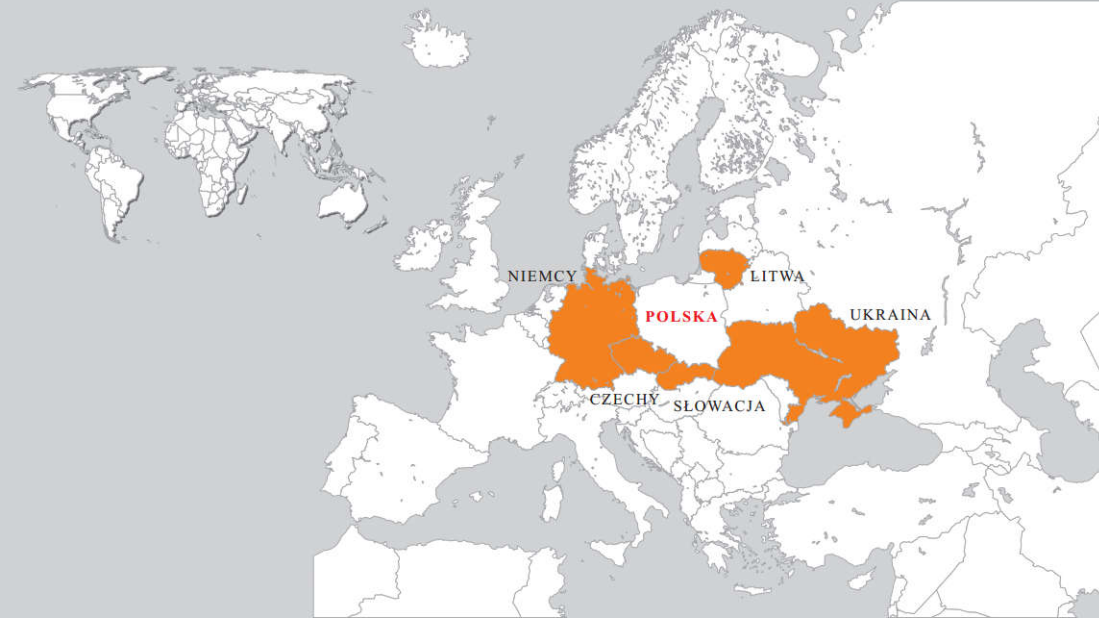 NIEMCY
LITWA
POLSKA
UKRAINA
CZECHY
SŁOWACJA